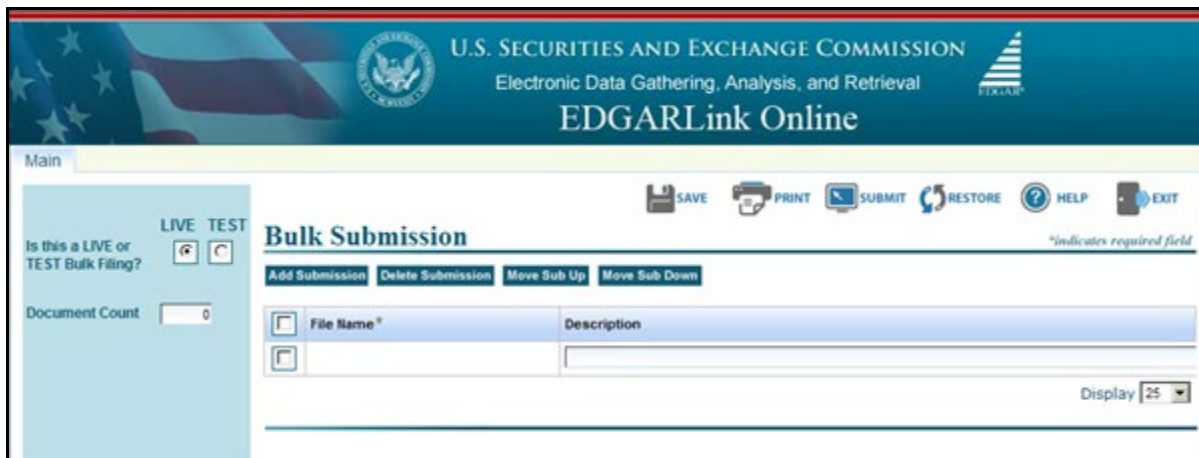 U.S. SECURITIES AND EXCHANGE COMMISSION
Electronic Data Gathering, Analysis, and Retrieval
EDGAR®
EDGARLink Online
Main
SAVE PRINT SUBMIT RESTORE HELP EXIT
LIVE TEST
Is this a LIVE or
TEST Bulk Filing?
Bulk Submission
*indicates required field
Add Submission Delete Submission Move Sub Up Move Sub Down
Document Count 0
File Name* Description
Display 25